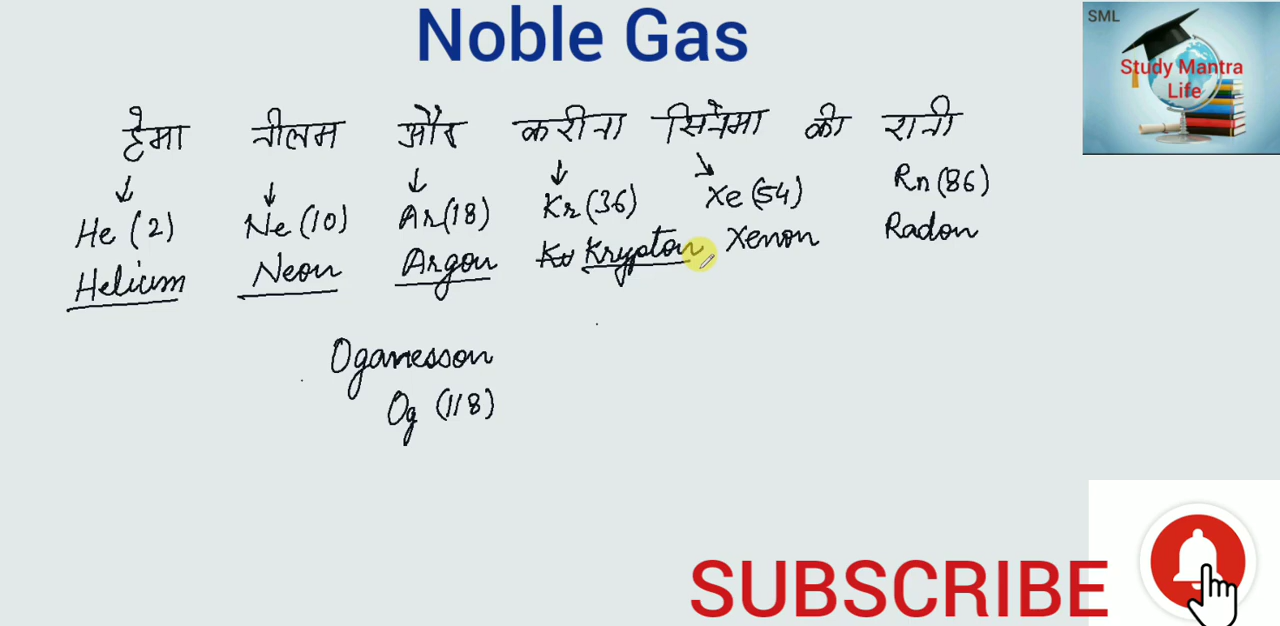 Noble Gas
SML
Study Mantra
Life
हेमा नीलम और करीना सिनेमा की रानी
He (2) Ne (10) Ar (18) Kr (36) Xe (54) Rn (86)
Helium Neon Argon Krypton Xenon Radon
Oganesson
Og (118)
SUBSCRIBE